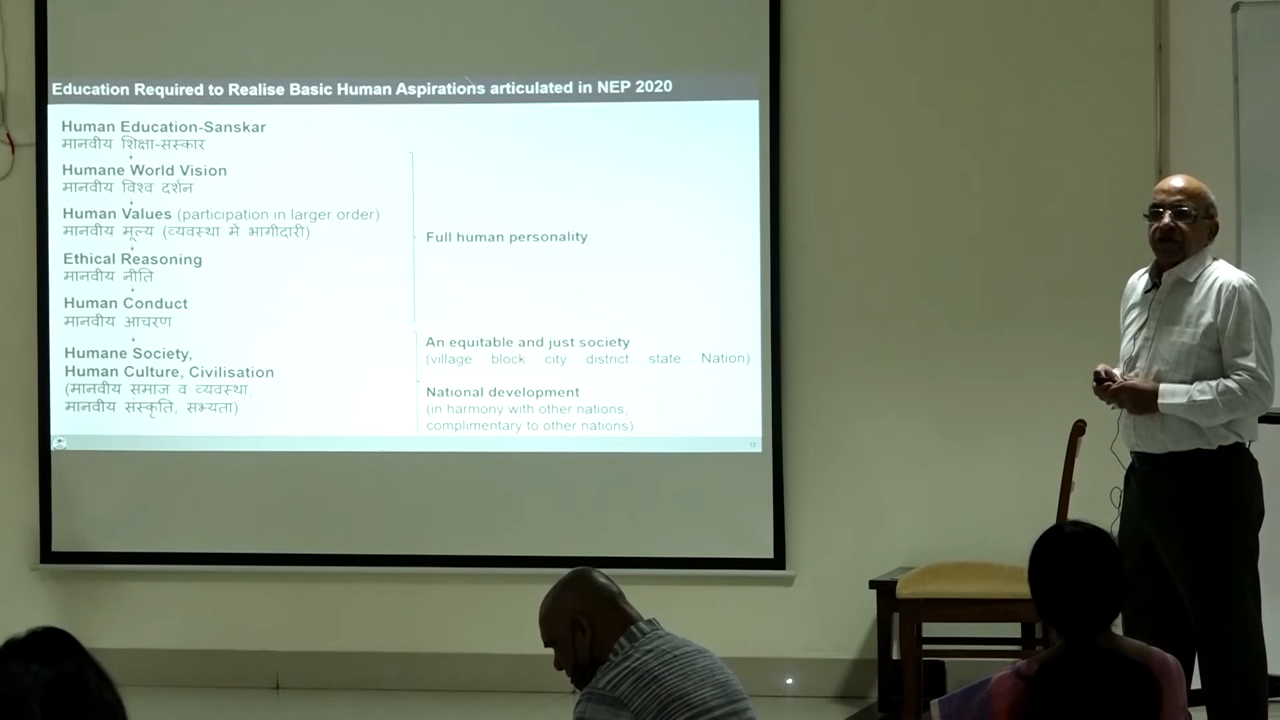 Education Required to Realise Basic Human Aspirations articulated in NEP 2020
Human Education-Sanskar
मानवीय शिक्षा-संस्कार
Humane World Vision
मानवीय विश्व दर्शन
Human Values (participation in larger order)
मानवीय मूल्य (व्यवस्था में भागीदारी)
Ethical Reasoning
मानवीय नीति
Human Conduct
मानवीय आचरण
Humane Society,
Human Culture, Civilisation
(मानवीय समाज व व्यवस्था
मानवीय संस्कृति, सभ्यता)
Full human personality
An equitable and just society
(village.. block.. city.. district.. state.. Nation)
National development
(in harmony with other nations,
complimentary to other nations)
12